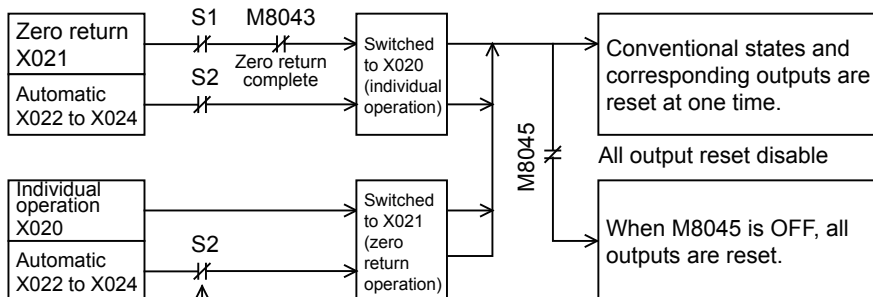 S1
M8043
Zero return
X021
Zero return
complete
Switched
to X020
(individual
operation)
Conventional states and
corresponding outputs are
reset at one time.
Automatic
X022 to X024
S2
M8045
All output reset disable
Individual
operation
X020
Switched
to X021
(zero
return
operation)
When M8045 is OFF, all
outputs are reset.
Automatic
X022 to X024
S2